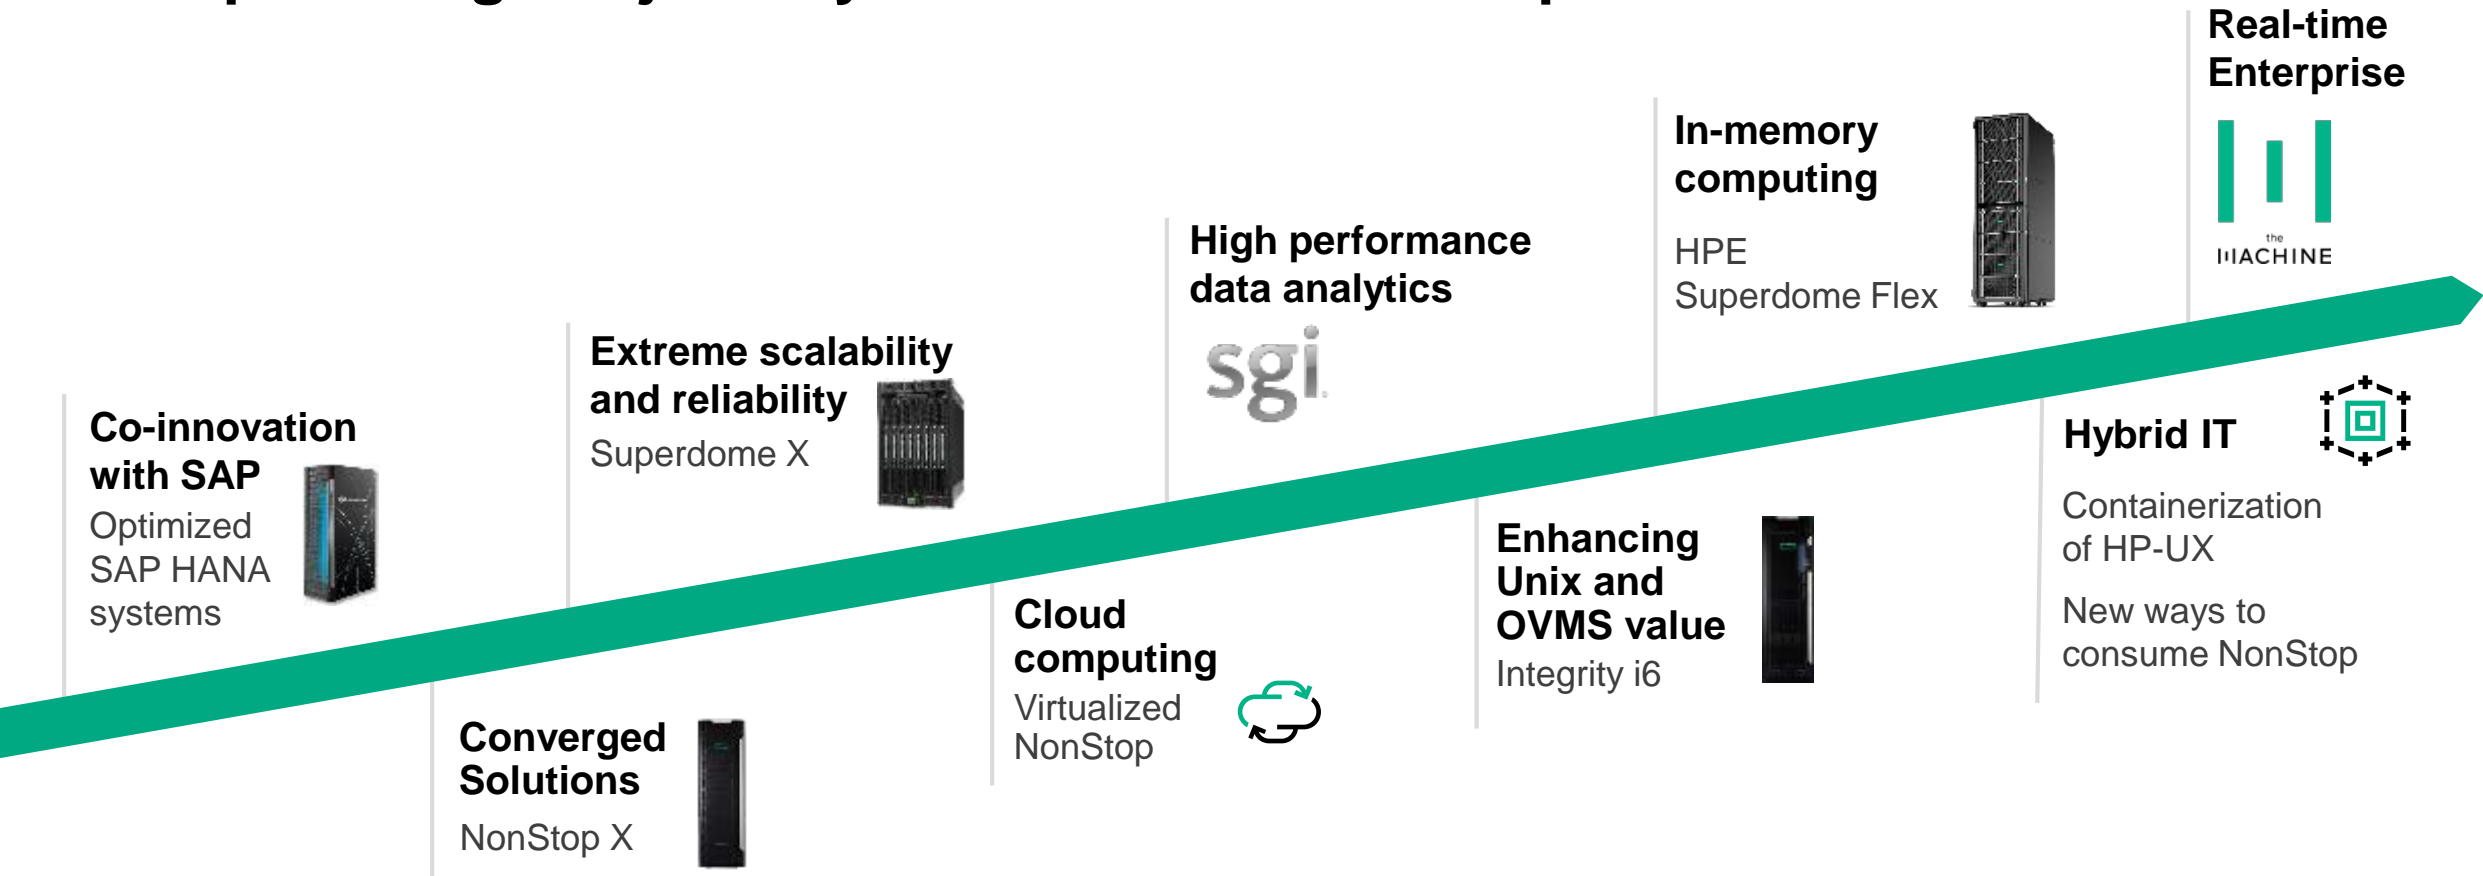 Real-time
Enterprise
the
MACHINE
In-memory
computing
HPE
Superdome Flex
High performance
data analytics
sgi
Extreme scalability
and reliability
Superdome X
Co-innovation
with SAP
Optimized
SAP HANA
systems
Converged
Solutions
NonStop X
Cloud
computing
Virtualized
NonStop
Enhancing
Unix and
OVMS value
Integrity i6
Hybrid IT
Containerization
of HP-UX
New ways to
consume NonStop